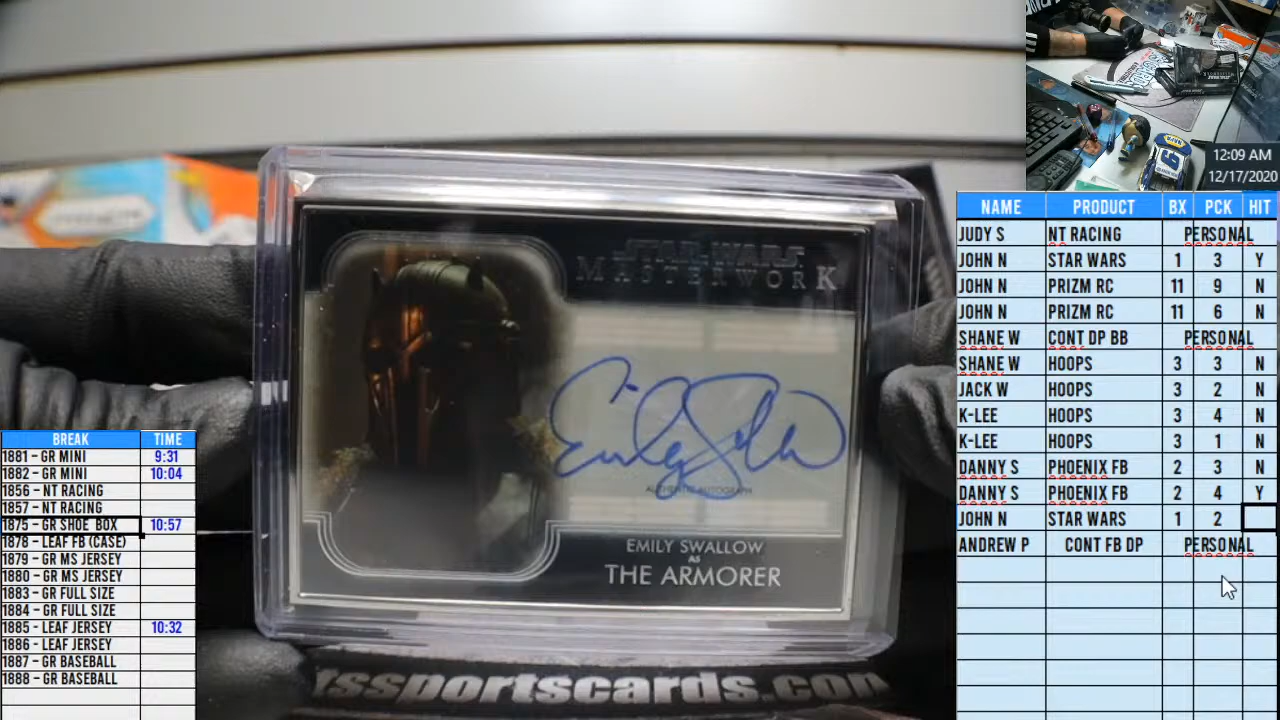 STAR WARS
MASTERWORK
Emily Swallow
AUTHENTIC AUTOGRAPH
EMILY SWALLOW
AS
THE ARMORER
ssportscards.com
12:09 AM
12/17/2020
NAME PRODUCT BX PCK HIT
JUDY S NT RACING PERSONAL
JOHN N STAR WARS 1 3 Y
JOHN N PRIZM RC 11 9 N
JOHN N PRIZM RC 11 6 N
SHANE W CONT DP BB PERSONAL
SHANE W HOOPS 3 3 N
JACK W HOOPS 3 2 N
K-LEE HOOPS 3 4 N
K-LEE HOOPS 3 1 N
DANNY S PHOENIX FB 2 3 N
DANNY S PHOENIX FB 2 4 Y
JOHN N STAR WARS 1 2
ANDREW P CONT FB DP PERSONAL
BREAK TIME
1881 - GR MINI 9:31
1882 - GR MINI 10:04
1856 - NT RACING
1857 - NT RACING
1875 - GR SHOE BOX 10:57
1878 - LEAF FB (CASE)
1879 - GR MS JERSEY
1880 - GR MS JERSEY
1883 - GR FULL SIZE
1884 - GR FULL SIZE
1885 - LEAF JERSEY 10:32
1886 - LEAF JERSEY
1887 - GR BASEBALL
1888 - GR BASEBALL